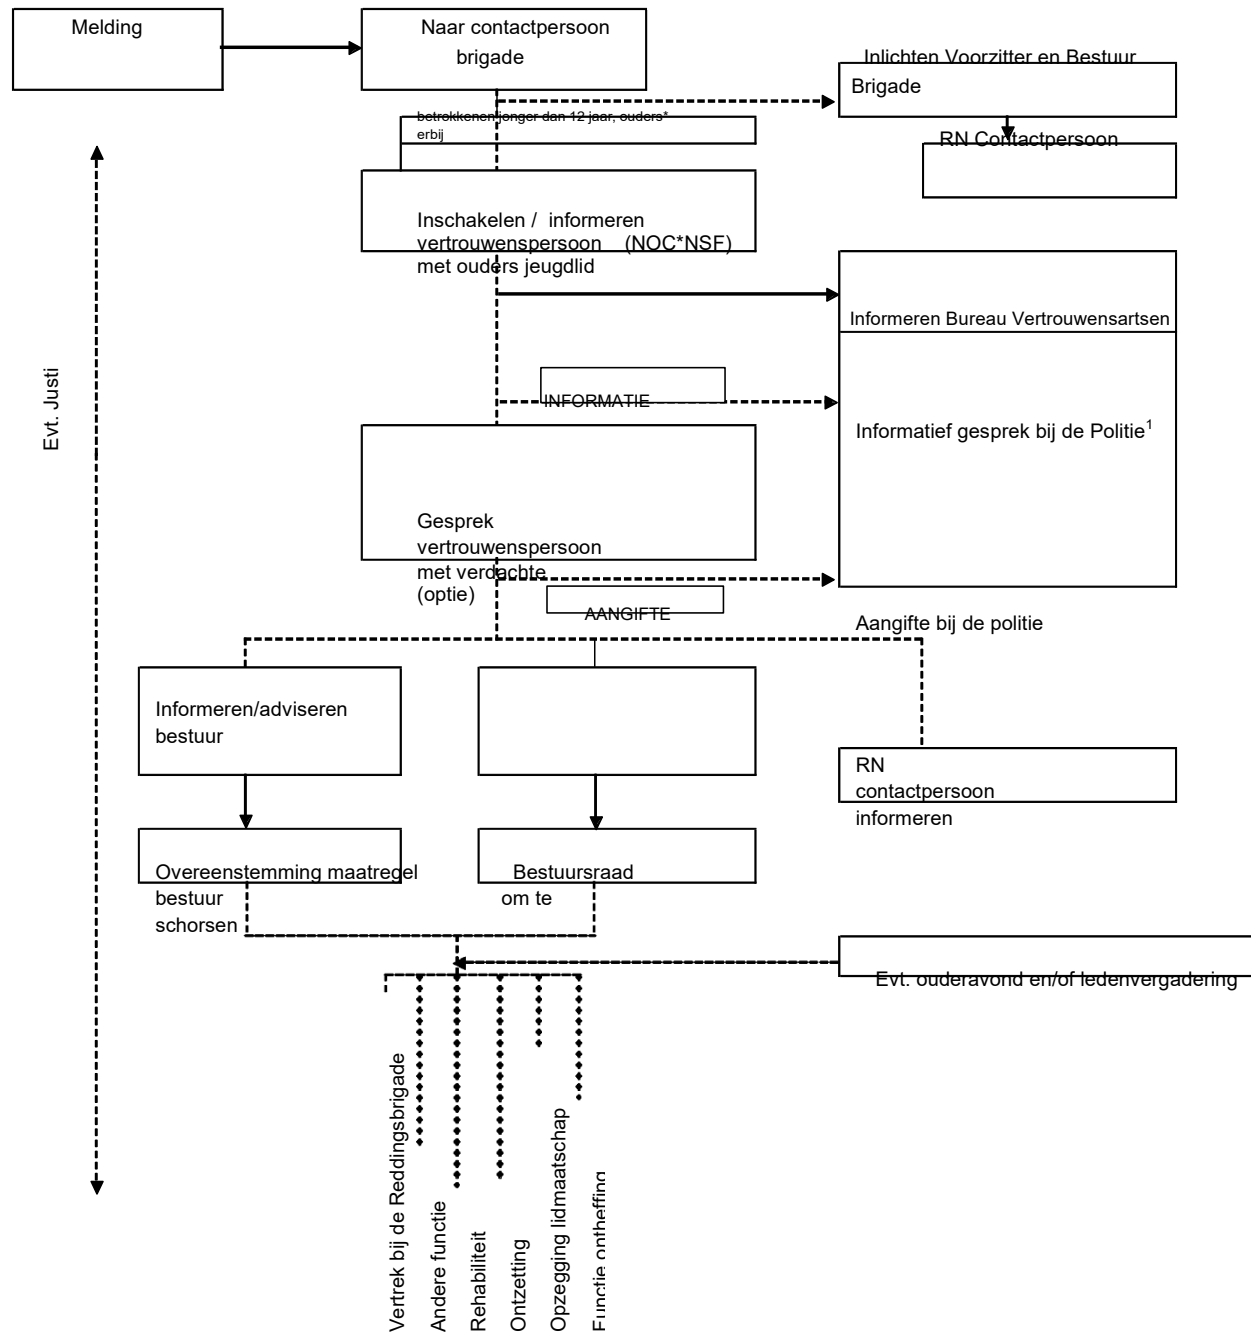 Melding
Naar contactpersoon
brigade
Inlichten Voorzitter en Bestuur
Brigade
betrokkenen jonger dan 12 jaar, ouders*
erbij
RN Contactpersoon
Inschakelen / informeren
vertrouwenspersoon (NOC*NSF)
met ouders jeugdlid
Informeren Bureau Vertrouwensartsen
Evt. Justi
INFORMATIE
Informatief gesprek bij de Politie1
Gesprek
vertrouwenspersoon
met verdachte
(optie)
AANGIFTE
Aangifte bij de politie
Informeren/adviseren
bestuur
RN
contactpersoon
informeren
Overeenstemming maatregel
bestuur
schorsen
Bestuursraad
om te
Evt. ouderavond en/of ledenvergadering
Vertrek bij de Reddingsbrigade
Andere functie
Rehabiliteit
Ontzetting
Opzegging lidmaatschap
Functie ontheffing